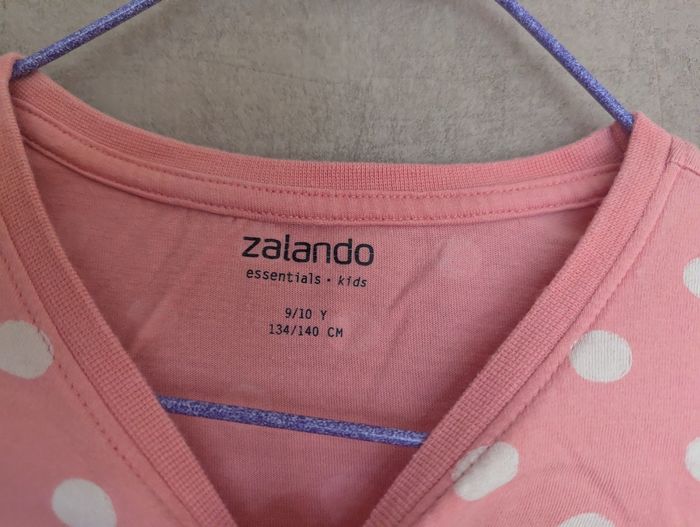 zalando
essentials • kids
9/10 Y
134/140 CM